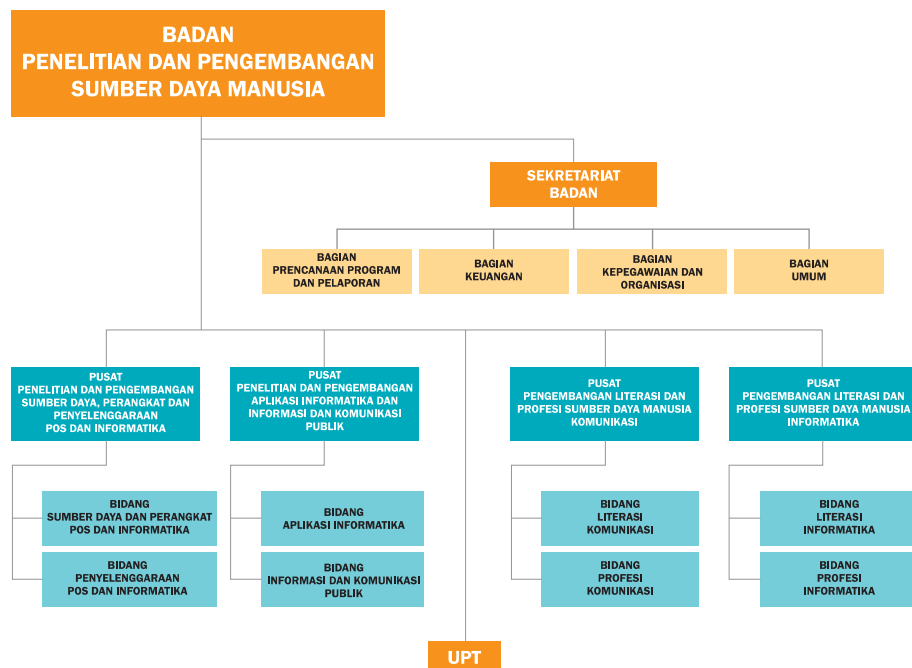 BADAN
PENELITIAN DAN PENGEMBANGAN
SUMBER DAYA MANUSIA
SEKRETARIAT
BADAN
BAGIAN
PRENCANAAN PROGRAM
DAN PELAPORAN
BAGIAN
KEUANGAN
BAGIAN
KEPEGAWAIAN DAN
ORGANISASI
BAGIAN
UMUM
PUSAT
PENELITIAN DAN PENGEMBANGAN
SUMBER DAYA, PERANGKAT DAN
PENYELENGGARAAN
POS DAN INFORMATIKA
PUSAT
PENELITIAN DAN PENGEMBANGAN
APLIKASI INFORMATIKA DAN
INFORMASI DAN KOMUNIKASI
PUBLIK
PUSAT
PENGEMBANGAN LITERASI DAN
PROFESI SUMBER DAYA MANUSIA
KOMUNIKASI
PUSAT
PENGEMBANGAN LITERASI DAN
PROFESI SUMBER DAYA MANUSIA
INFORMATIKA
BIDANG
SUMBER DAYA DAN PERANGKAT
POS DAN INFORMATIKA
BIDANG
APLIKASI INFORMATIKA
BIDANG
LITERASI
KOMUNIKASI
BIDANG
LITERASI
INFORMATIKA
BIDANG
PENYELENGGARAAN
POS DAN INFORMATIKA
BIDANG
INFORMASI DAN KOMUNIKASI
PUBLIK
BIDANG
PROFESI
KOMUNIKASI
BIDANG
PROFESI
INFORMATIKA
UPT